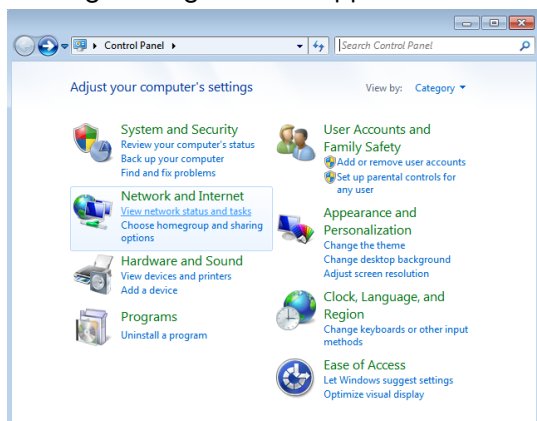 Control Panel
Search Control Panel
Adjust your computer's settings
View by: Category
System and Security
Review your computer's status
Back up your computer
Find and fix problems
Network and Internet
View network status and tasks
Choose homegroup and sharing
options
Hardware and Sound
View devices and printers
Add a device
Programs
Uninstall a program
User Accounts and
Family Safety
Add or remove user accounts
Set up parental controls for
any user
Appearance and
Personalization
Change the theme
Change desktop background
Adjust screen resolution
Clock, Language, and
Region
Change keyboards or other input
methods
Ease of Access
Let Windows suggest settings
Optimize visual display